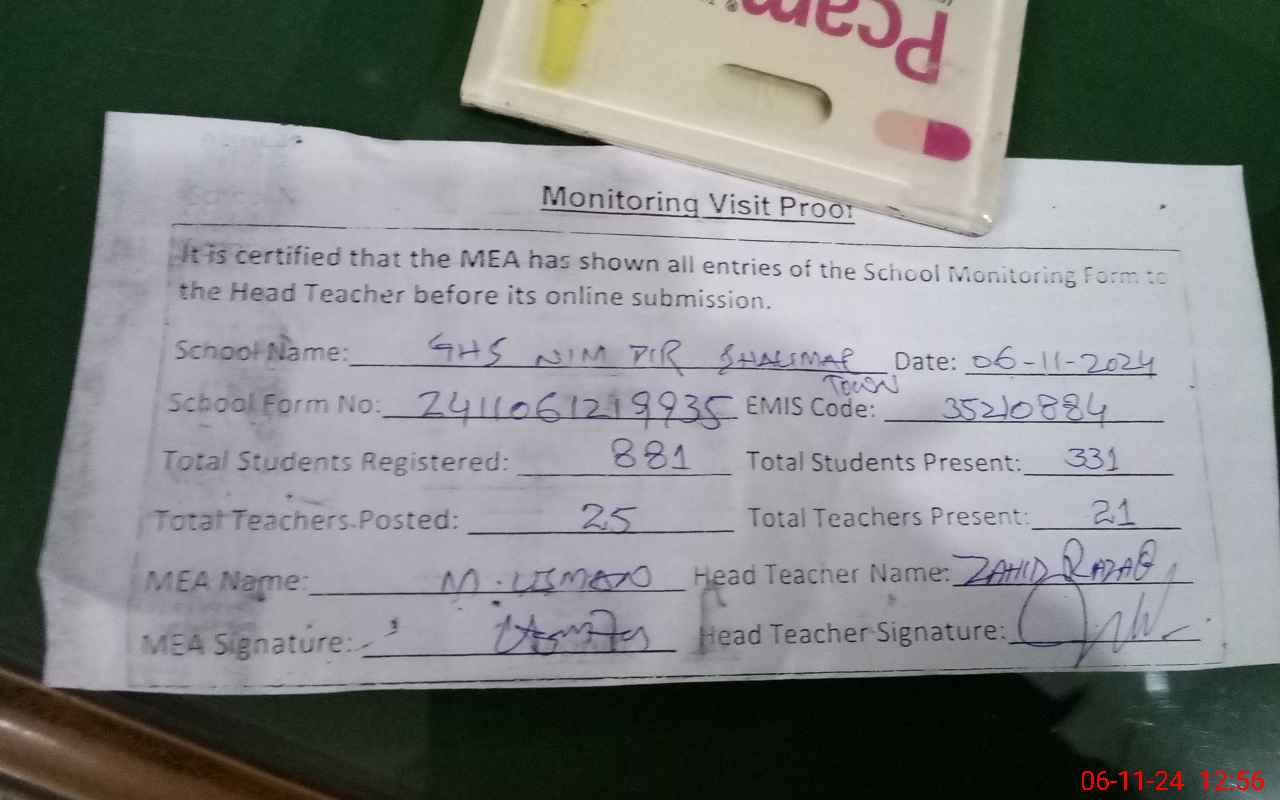 Pcam
Monitoring Visit Proof
It is certified that the MEA has shown all entries of the School Monitoring Form to
the Head Teacher before its online submission.
School Name: GHS NIM PIR SHALIMAR TOWN Date: 06-11-2024
School Form No: 2411061219935 EMIS Code: 35210884
Total Students Registered: 881 Total Students Present: 331
Total Teachers Posted: 25 Total Teachers Present: 21
MEA Name: M. USMAN Head Teacher Name: ZAHID RAZAQ
MEA Signature: Head Teacher Signature:
06-11-24 12:56